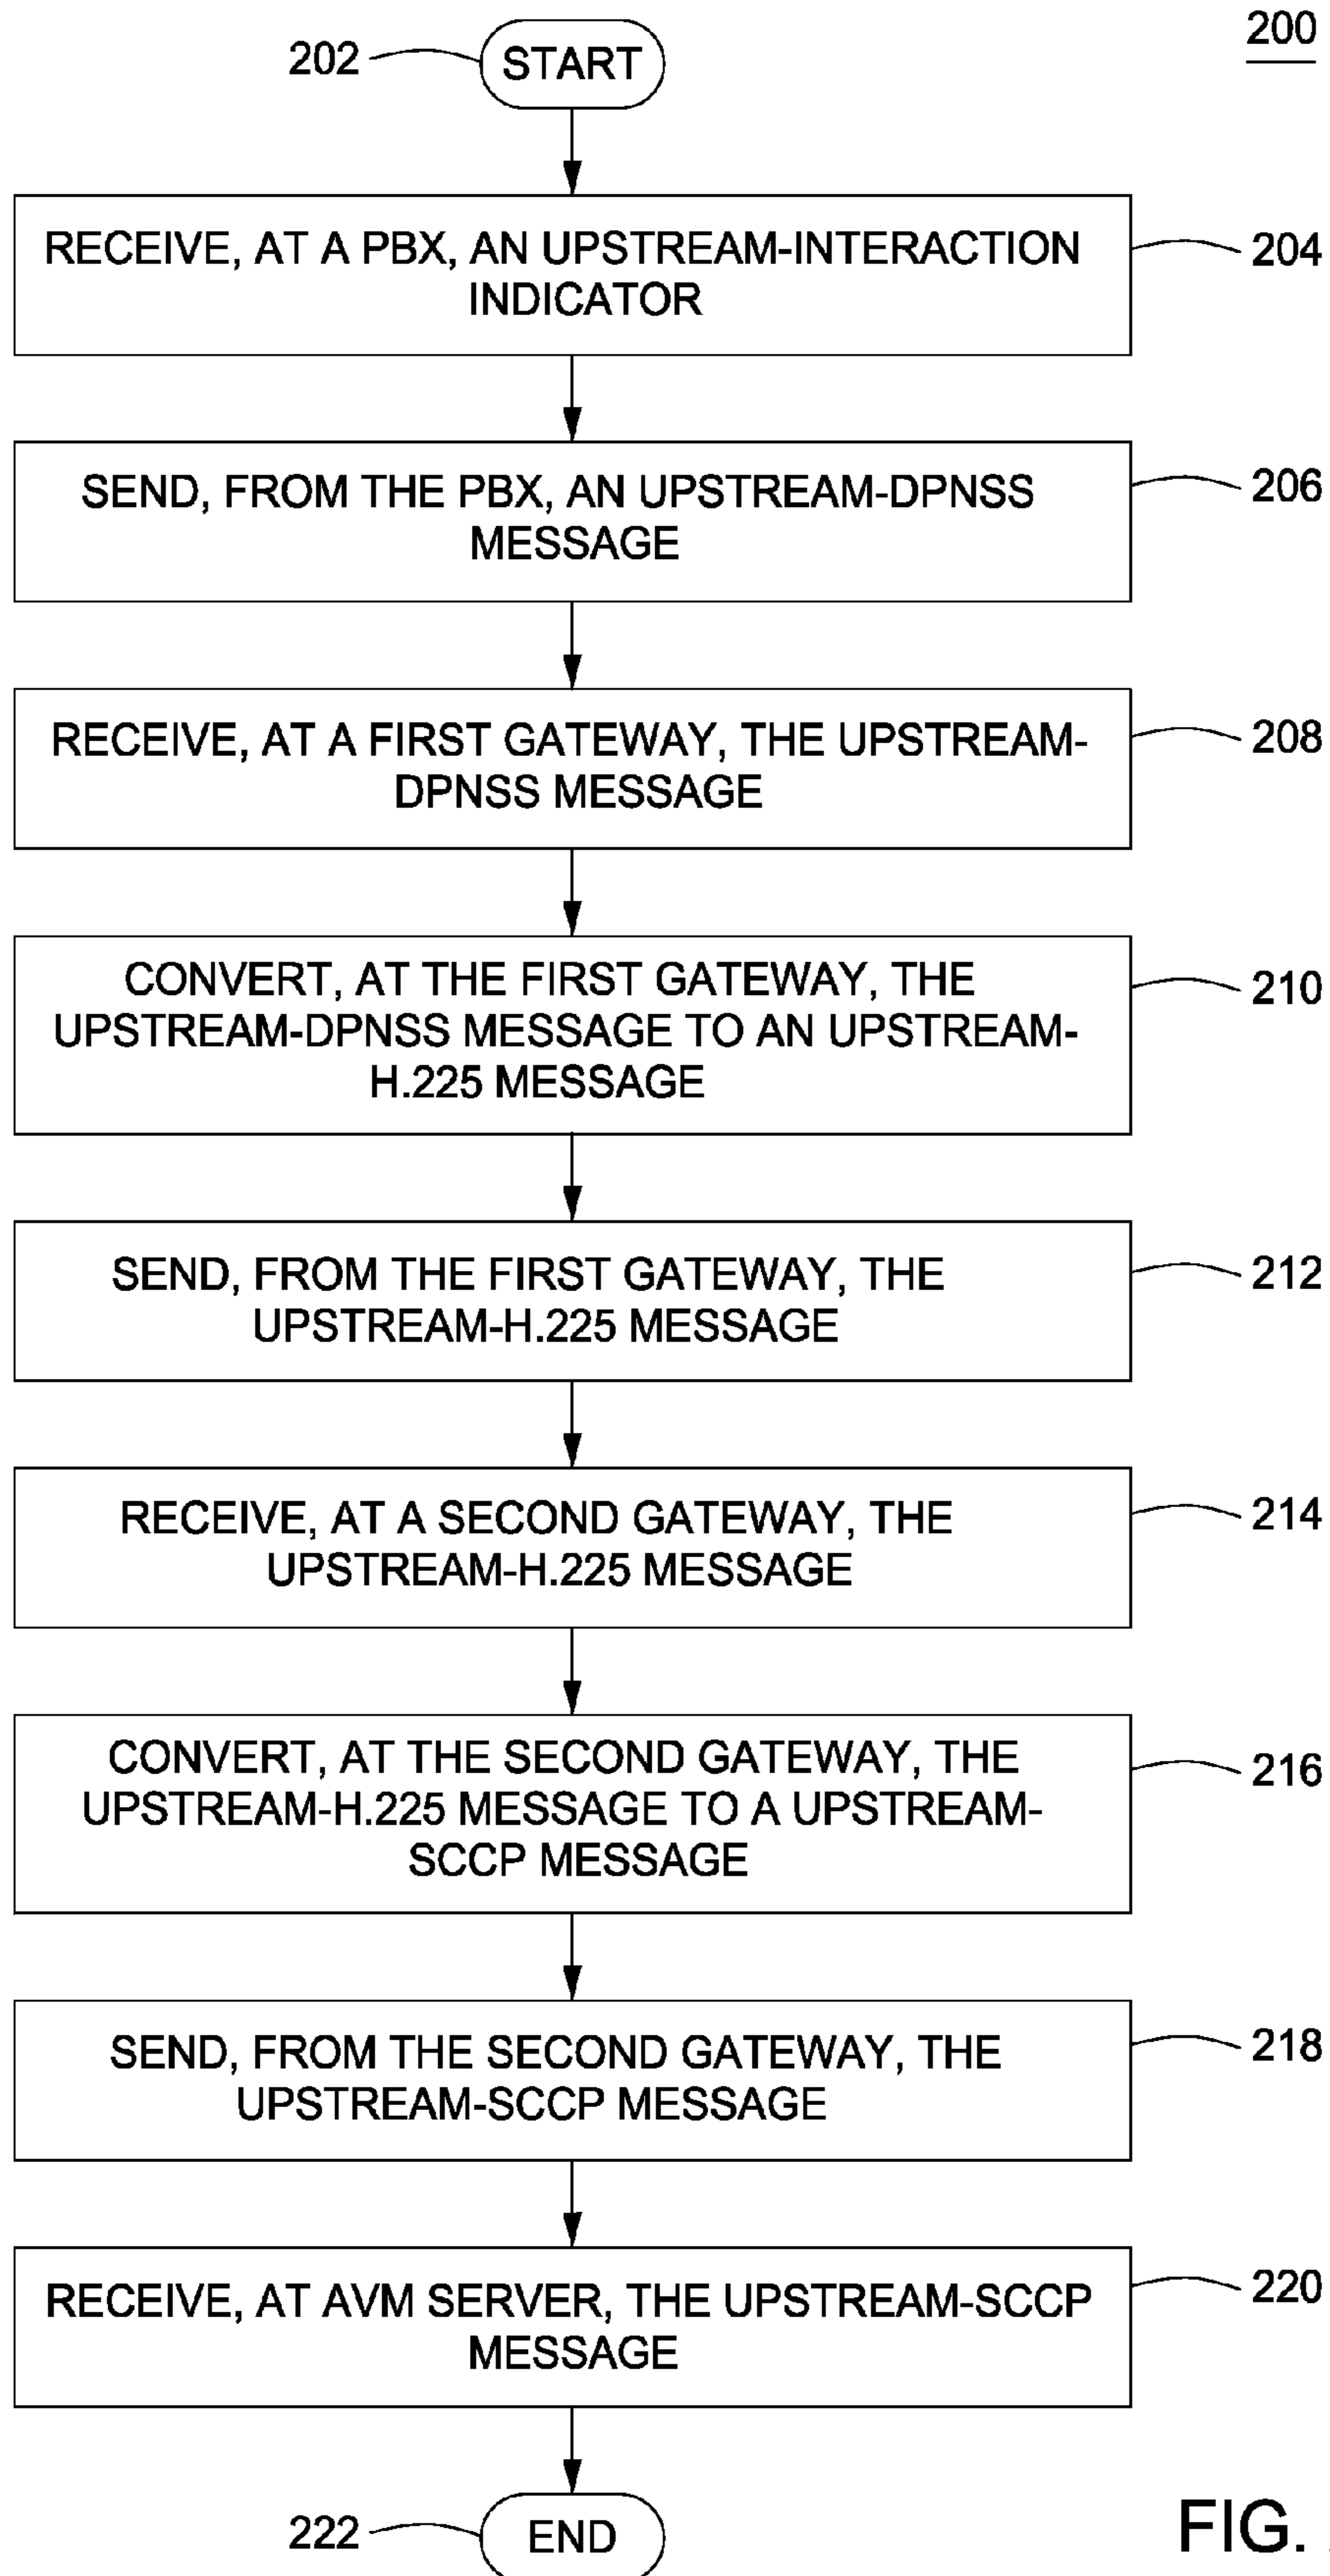 200
202
START
RECEIVE, AT A PBX, AN UPSTREAM-INTERACTION
INDICATOR
204
SEND, FROM THE PBX, AN UPSTREAM-DPNSS
MESSAGE
206
RECEIVE, AT A FIRST GATEWAY, THE UPSTREAM-
DPNSS MESSAGE
208
CONVERT, AT THE FIRST GATEWAY, THE
UPSTREAM-DPNSS MESSAGE TO AN UPSTREAM-
H.225 MESSAGE
210
SEND, FROM THE FIRST GATEWAY, THE
UPSTREAM-H.225 MESSAGE
212
RECEIVE, AT A SECOND GATEWAY, THE
UPSTREAM-H.225 MESSAGE
214
CONVERT, AT THE SECOND GATEWAY, THE
UPSTREAM-H.225 MESSAGE TO A UPSTREAM-
SCCP MESSAGE
216
SEND, FROM THE SECOND GATEWAY, THE
UPSTREAM-SCCP MESSAGE
218
RECEIVE, AT AVM SERVER, THE UPSTREAM-SCCP
MESSAGE
220
222
END
FIG.